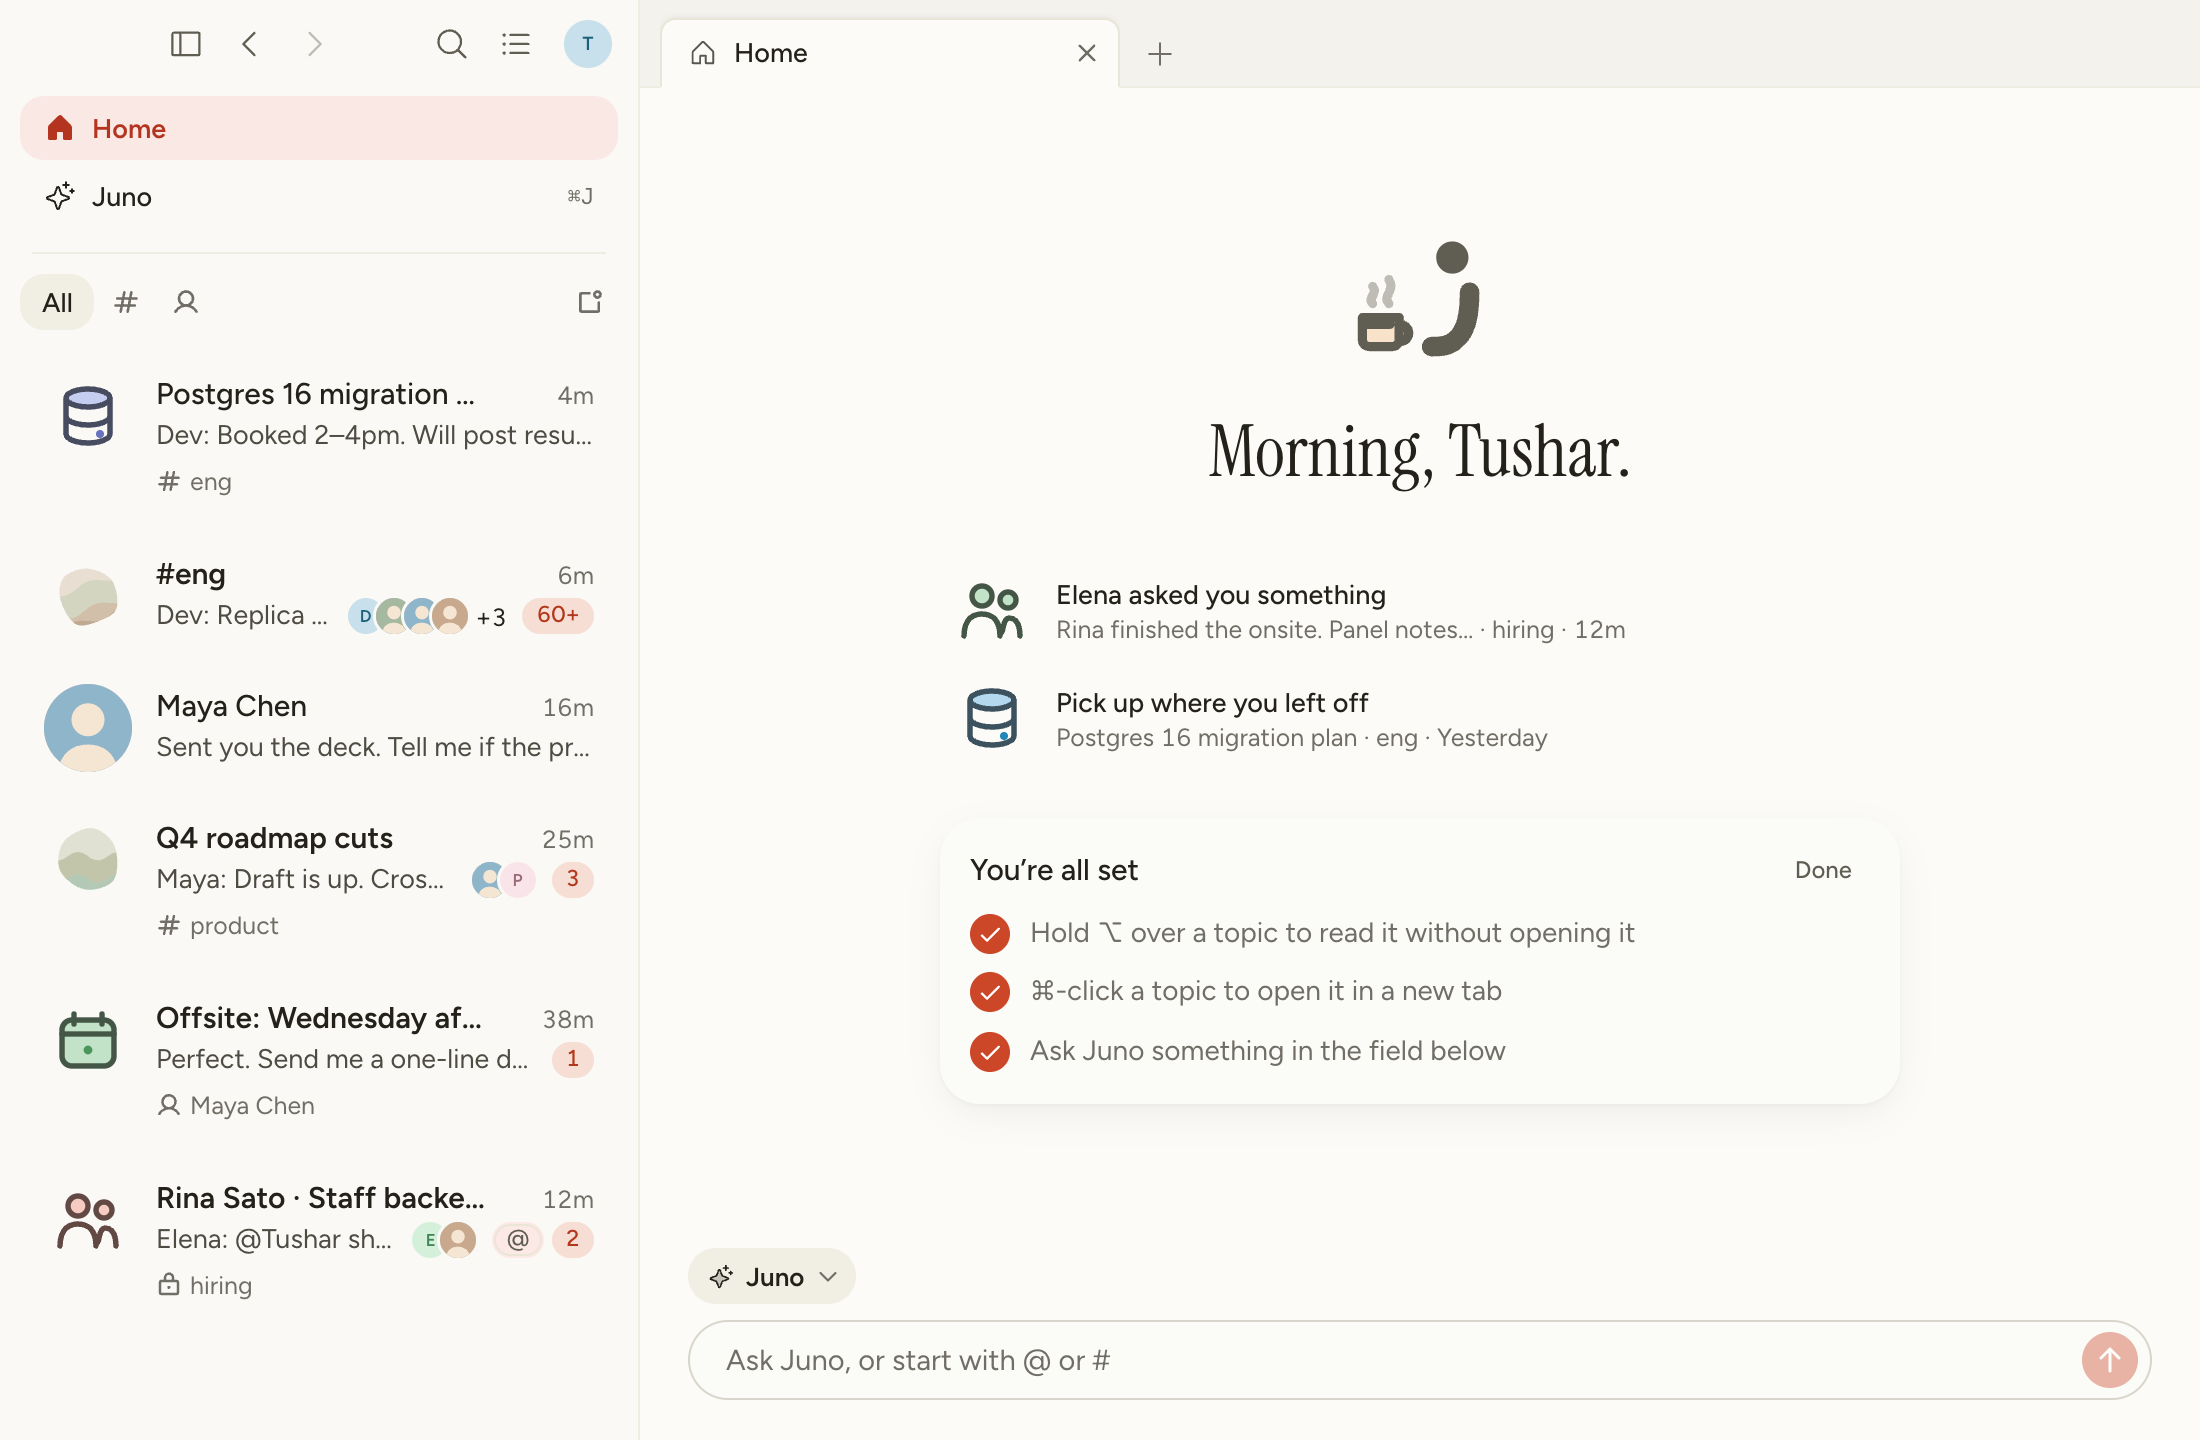 T
Home
Juno
⌘J
All
Postgres 16 migration ...
4m
Dev: Booked 2–4pm. Will post resu...
# eng
#eng
6m
Dev: Replica ...
D
+3
60+
Maya Chen
16m
Sent you the deck. Tell me if the pr...
Q4 roadmap cuts
25m
Maya: Draft is up. Cros...
P
3
# product
Offsite: Wednesday af...
38m
Perfect. Send me a one-line d...
1
Maya Chen
Rina Sato · Staff backe...
12m
Elena: @Tushar sh...
E
@
2
hiring
Home
Morning, Tushar.
Elena asked you something
Rina finished the onsite. Panel notes... · hiring · 12m
Pick up where you left off
Postgres 16 migration plan · eng · Yesterday
You’re all set
Done
Hold ⌥ over a topic to read it without opening it
⌘-click a topic to open it in a new tab
Ask Juno something in the field below
Juno
Ask Juno, or start with @ or #